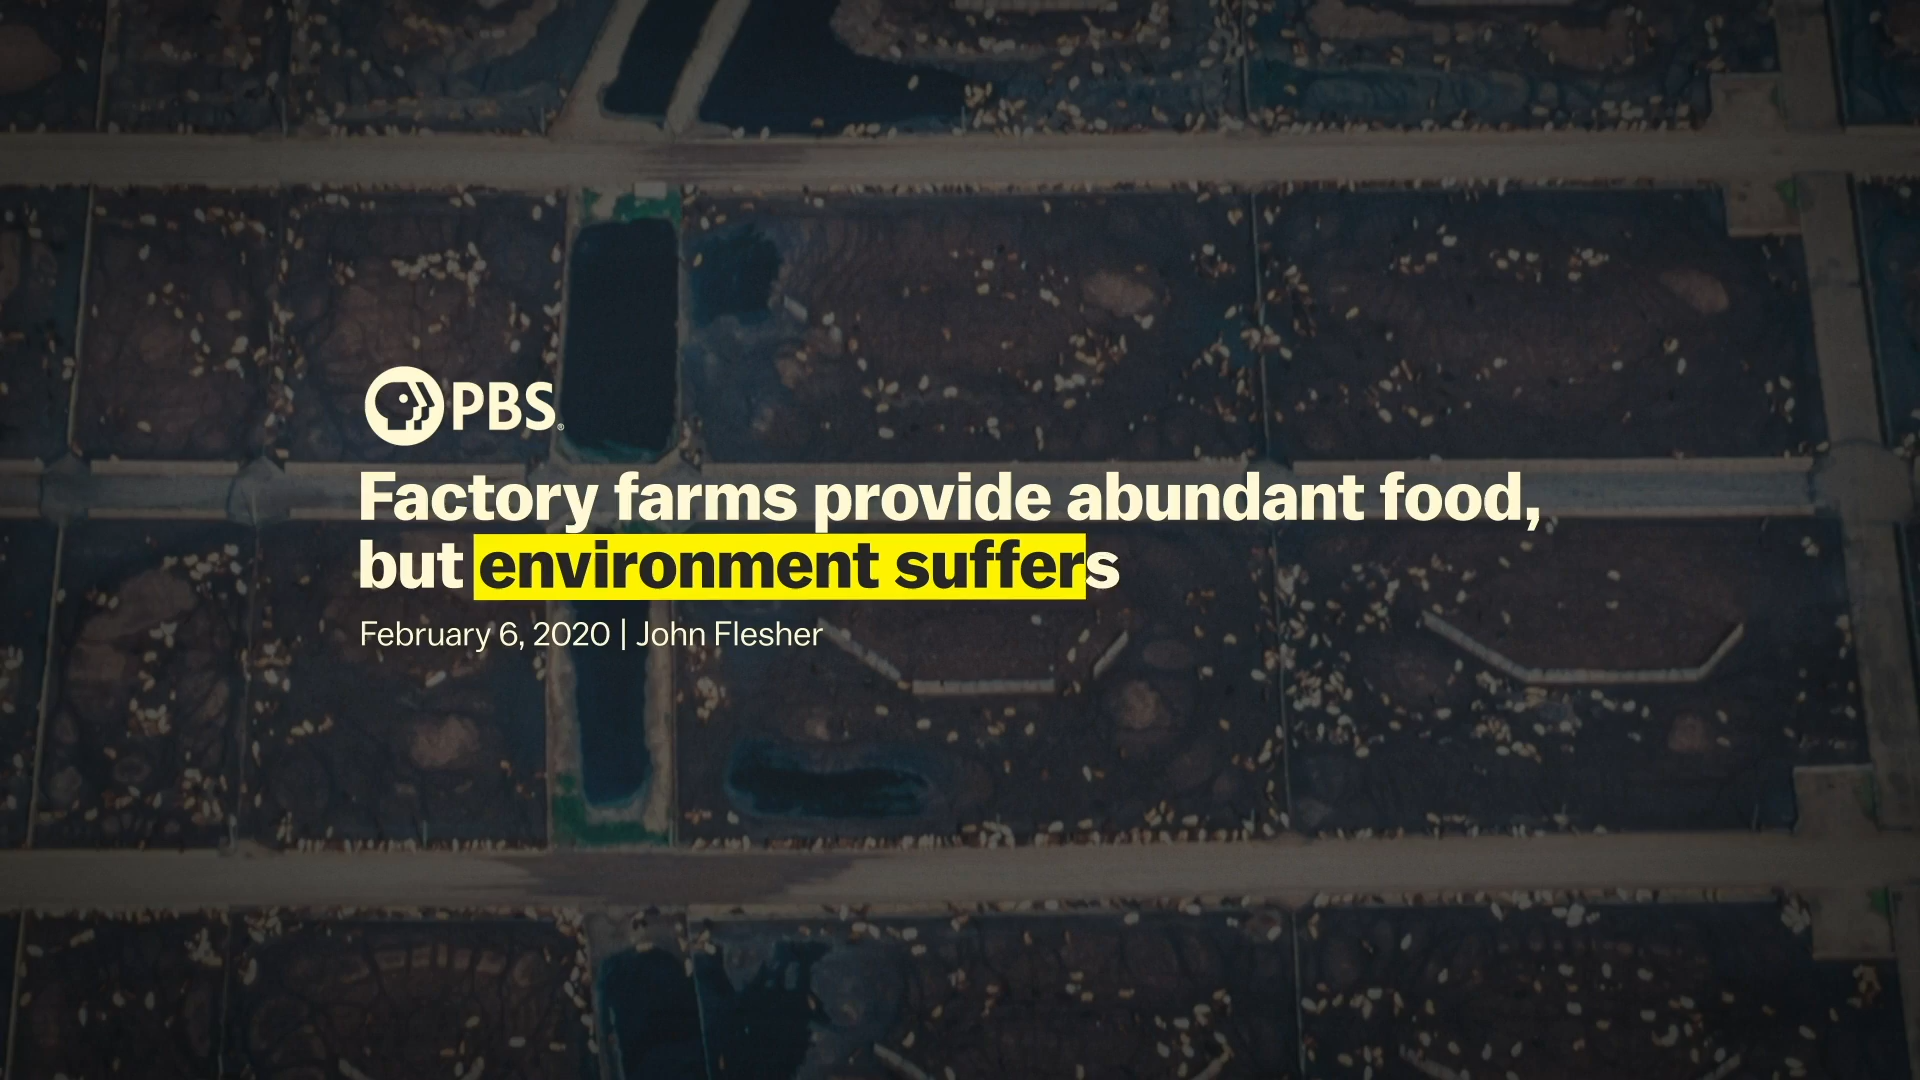 PBS®
Factory farms provide abundant food,
but environment suffers
February 6, 2020 | John Flesher